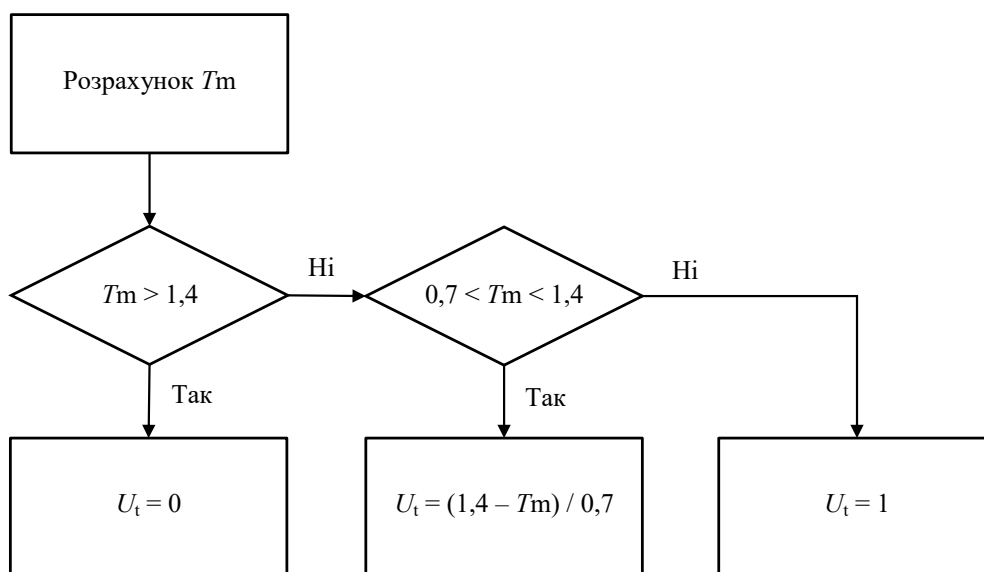 Розрахунок Tm
Tm > 1,4
Ні
0,7 < Tm < 1,4
Ні
Так
Так
Ut = 0
Ut = (1,4 – Tm) / 0,7
Ut = 1